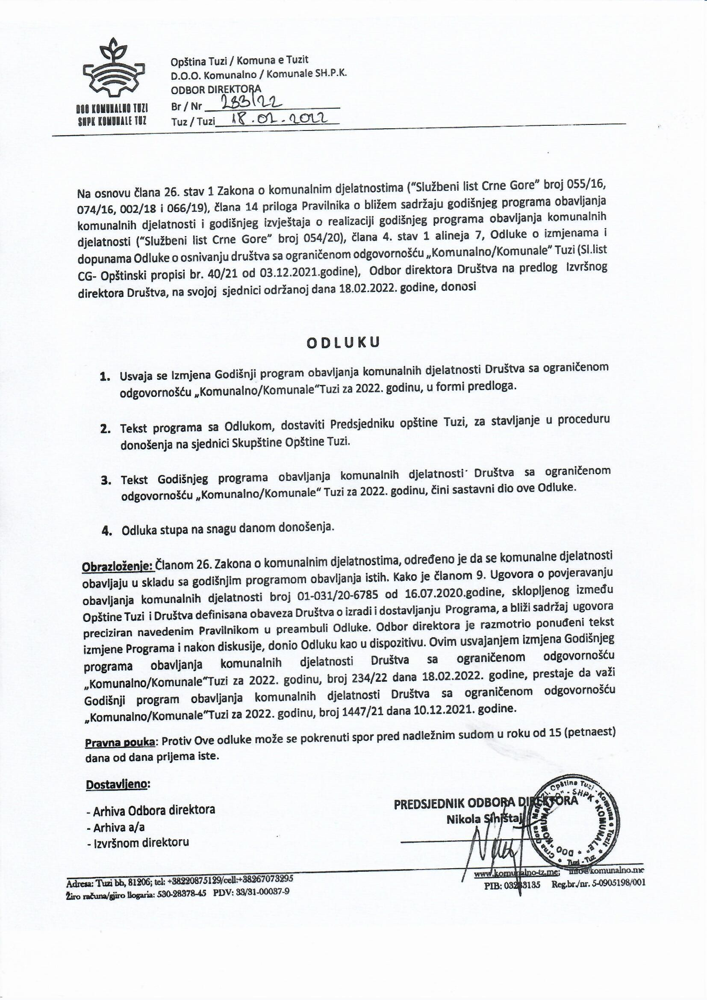 DOO KOMUNALNO TUZI
SHPK KOMUNALE TUZ
Opština Tuzi / Komuna e Tuzit
D.O.O. Komunalno / Komunale SH.P.K.
ODBOR DIREKTORA
Br / Nr 233/22
Tuz / Tuzi 18.02.2022
Na osnovu člana 26. stav 1 Zakona o komunalnim djelatnostima (“Službeni list Crne Gore” broj 055/16,
074/16, 002/18 i 066/19), člana 14 priloga Pravilnika o bližem sadržaju godišnjeg programa obavljanja
komunalnih djelatnosti i godišnjeg izvještaja o realizaciji godišnjeg programa obavljanja komunalnih
djelatnosti (“Službeni list Crne Gore” broj 054/20), člana 4. stav 1 alineja 7, Odluke o izmjenama i
dopunama Odluke o osnivanju društva sa ograničenom odgovornošću „Komunalno/Komunale“ Tuzi (Sl.list
CG- Opštinski propisi br. 40/21 od 03.12.2021.godine), Odbor direktora Društva na predlog Izvršnog
direktora Društva, na svojoj sjednici održanoj dana 18.02.2022. godine, donosi
O D L U K U
1. Usvaja se Izmjena Godišnji program obavljanja komunalnih djelatnosti Društva sa ograničenom
odgovornošću „Komunalno/Komunale“Tuzi za 2022. godinu, u formi predloga.
2. Tekst programa sa Odlukom, dostaviti Predsjedniku opštine Tuzi, za stavljanje u proceduru
donošenja na sjednici Skupštine Opštine Tuzi.
3. Tekst Godišnjeg programa obavljanja komunalnih djelatnosti Društva sa ograničenom
odgovornošću „Komunalno/Komunale“ Tuzi za 2022. godinu, čini sastavni dio ove Odluke.
4. Odluka stupa na snagu danom donošenja.
Obrazloženje: Članom 26. Zakona o komunalnim djelatnostima, određeno je da se komunalne djelatnosti
obavljaju u skladu sa godišnjim programom obavljanja istih. Kako je članom 9. Ugovora o povjeravanju
obavljanja komunalnih djelatnosti broj 01-031/20-6785 od 16.07.2020.godine, sklopljenog između
Opštine Tuzi i Društva definisana obaveza Društva o izradi i dostavljanju Programa, a bliži sadržaj ugovora
preciziran navedenim Pravilnikom u preambuli Odluke. Odbor direktora je razmotrio ponuđeni tekst
izmjene Programa i nakon diskusije, donio Odluku kao u dispozitivu. Ovim usvajanjem izmjena Godišnjeg
programa obavljanja komunalnih djelatnosti Društva sa ograničenom odgovornošću
„Komunalno/Komunale“Tuzi za 2022. godinu, broj 234/22 dana 18.02.2022. godine, prestaje da važi
Godišnji program obavljanja komunalnih djelatnosti Društva sa ograničenom odgovornošću
„Komunalno/Komunale“Tuzi za 2022. godinu, broj 1447/21 dana 10.12.2021. godine.
Pravna pouka: Protiv Ove odluke može se pokrenuti spor pred nadležnim sudom u roku od 15 (petnaest)
dana od dana prijema iste.
Dostavljeno:
- Arhiva Odbora direktora
- Arhiva a/a
- Izvršnom direktoru
PREDSJEDNIK ODBORA DIREKTORA
Nikola Siništaj
Crna Gora Opština Tuzi - Komuna e Tuzit
DOO "KOMUNALNO" - SHPK "KOMUNALE"
Tuzi - Tuz
Adresa: Tuzi bb, 81206; tel: +38220875129/cell:+38267073295
Žiro računa/gjiro llogaria: 530-28378-45 PDV: 33/31-00037-9
www.komunalno-tz.me; info@komunalno.me
PIB: 03283135 Reg.br./nr. 5-0905198/001